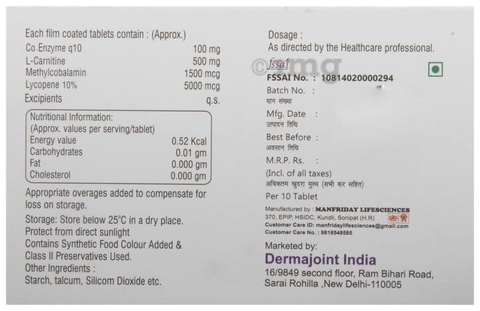 Each film coated tablets contain : (Approx.)
Co.Enzyme q10 100 mg
L-Carnitine 500 mg
Methylcobalamin 1500 mcg
Lycopene 10% 5000 mcg
Excipients q.s.
Nutritional Information:
(Approx. values per serving/tablet)
Energy value 0.52 Kcal
Carbohydrates 0.01 gm
Fat 0.000 gm
Cholesterol 0.000 gm
Appropriate overages added to compensate for
loss on storage.
Storage: Store below 25°C in a dry place.
Protect from direct sunlight
Contains Synthetic Food Colour Added &
Class II Preservatives Used.
Other Ingredients :
Starch, talcum, Silicom Dioxide etc.
Dosage :
As directed by the Healthcare professional.
fssai
FSSAI No. : 10814020000294
Batch No. :
घान संख्या
Mfg. Date :
उत्पादन तिथि
Best Before :
अवसान तिथि
M.R.P. Rs. :
(Incl. of all taxes)
अधिकतम खुदरा मूल्य (सभी कर सहित)
Per 10 Tablet
Manufactured by : MANFRIDAY LIFESCIENCES
370, EPIP, HSIDC, Kundli, Sonipat (H.R)
Customer Care ID: manfridaylifesciences@gmail.com
Customer Care No. : 9818548585
Marketed by:
Dermajoint India
16/9849 second floor, Ram Bihari Road,
Sarai Rohilla ,New Delhi-110005